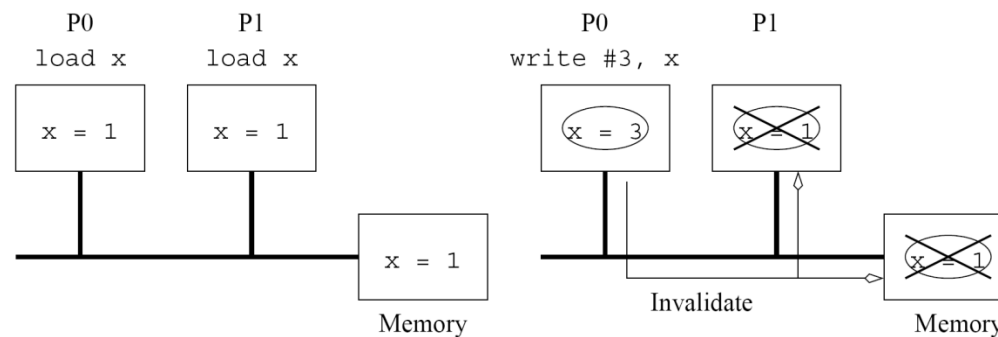 P0 P1
load x load x
x = 1 x = 1
x = 1
Memory
P0 P1
write #3, x
x = 3 x = 1
x = 1
Invalidate
Memory